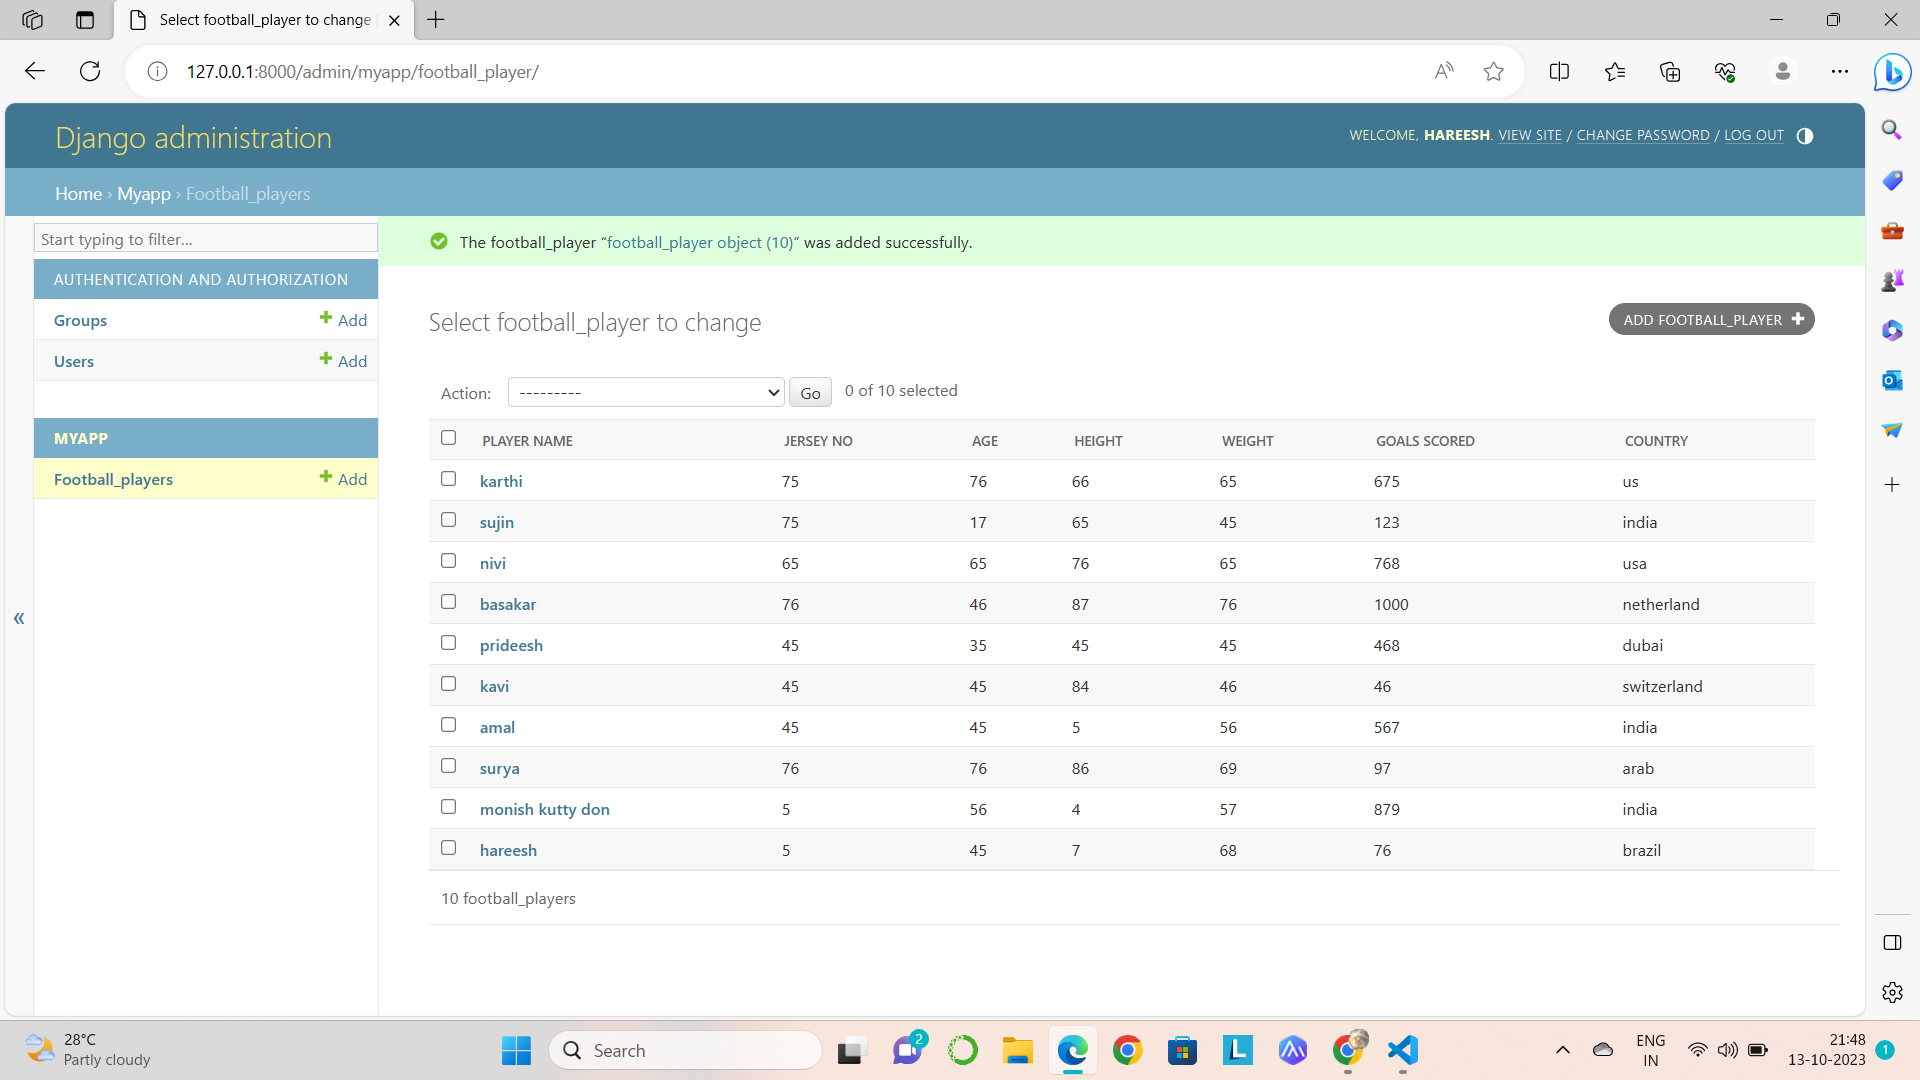 Select football_player to change
127.0.0.1:8000/admin/myapp/football_player/
Django administration
WELCOME, HAREESH. VIEW SITE / CHANGE PASSWORD / LOG OUT
Home › Myapp › Football_players
Start typing to filter...
AUTHENTICATION AND AUTHORIZATION
Groups Add
Users Add
MYAPP
Football_players Add
«
The football_player “football_player object (10)” was added successfully.
Select football_player to change
ADD FOOTBALL_PLAYER
Action: --------- Go 0 of 10 selected
PLAYER NAME JERSEY NO AGE HEIGHT WEIGHT GOALS SCORED COUNTRY
karthi 75 76 66 65 675 us
sujin 75 17 65 45 123 india
nivi 65 65 76 65 768 usa
basakar 76 46 87 76 1000 netherland
prideesh 45 35 45 45 468 dubai
kavi 45 45 84 46 46 switzerland
amal 45 45 5 56 567 india
surya 76 76 86 69 97 arab
monish kutty don 5 56 4 57 879 india
hareesh 5 45 7 68 76 brazil
10 football_players
28°C
Partly cloudy
Search
2
L
ENG
IN
21:48
13-10-2023
1